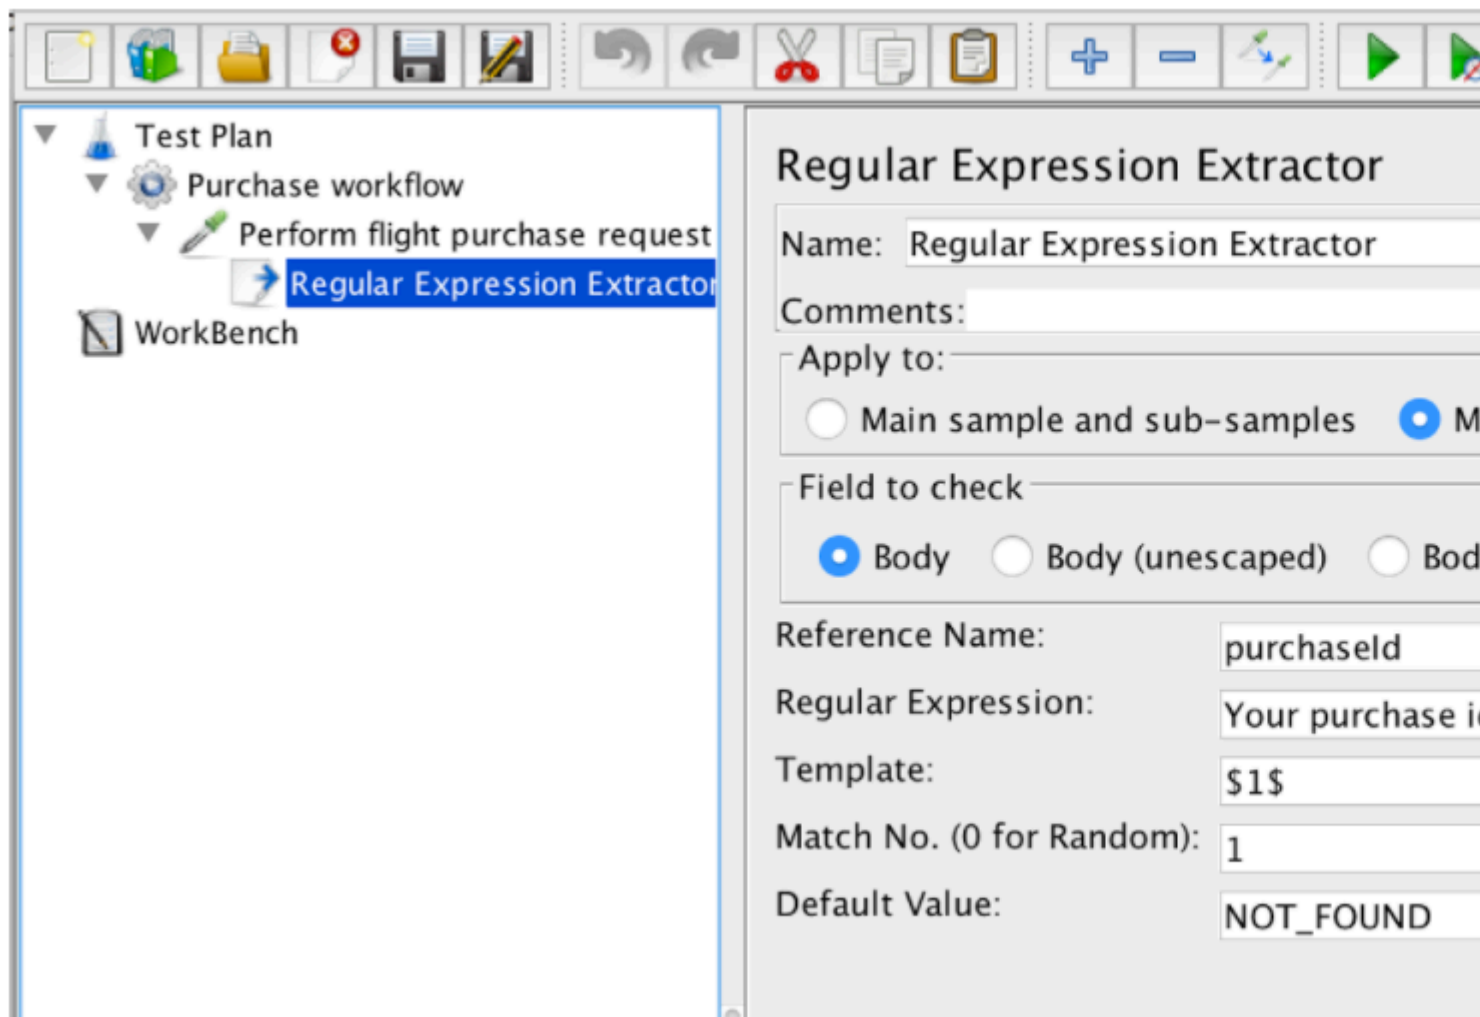 Test Plan
Purchase workflow
Perform flight purchase request
Regular Expression Extractor
WorkBench
Regular Expression Extractor
Name: Regular Expression Extractor
Comments:
Apply to:
Main sample and sub-samples
Field to check
Body Body (unescaped)
Reference Name: purchaseId
Regular Expression: Your purchase
Template: $1$
Match No. (0 for Random): 1
Default Value: NOT_FOUND